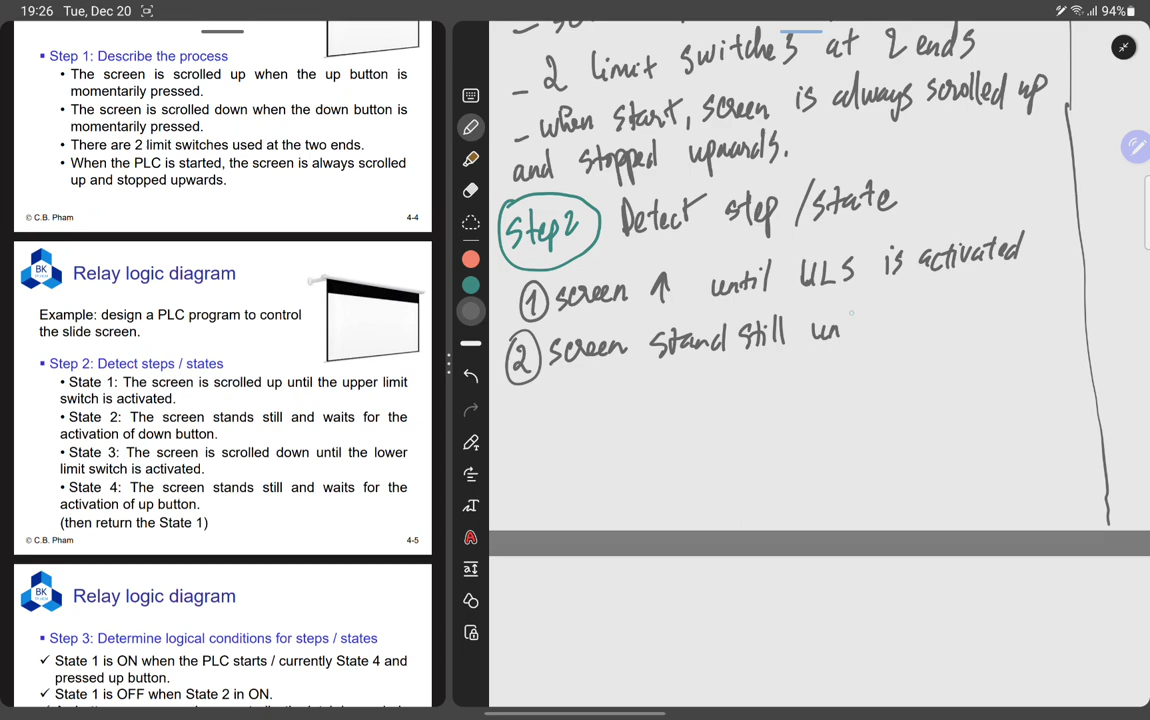 19:26 Tue, Dec 20
94%
Step 1: Describe the process
• The screen is scrolled up when the up button is
momentarily pressed.
• The screen is scrolled down when the down button is
momentarily pressed.
• There are 2 limit switches used at the two ends.
• When the PLC is started, the screen is always scrolled
up and stopped upwards.
© C.B. Pham
4-4
BK
Relay logic diagram
Example: design a PLC program to control
the slide screen.
Step 2: Detect steps / states
• State 1: The screen is scrolled up until the upper limit
switch is activated.
• State 2: The screen stands still and waits for the
activation of down button.
• State 3: The screen is scrolled down until the lower
limit switch is activated.
• State 4: The screen stands still and waits for the
activation of up button.
(then return the State 1)
© C.B. Pham
4-5
BK
Relay logic diagram
Step 3: Determine logical conditions for steps / states
✓ State 1 is ON when the PLC starts / currently State 4 and
pressed up button.
✓ State 1 is OFF when State 2 in ON.
- 2 limit switches at 2 ends
- when start, screen is always scrolled up
and stopped upwards.
Step 2 Detect step / state
1 screen ↑ until ULS is activated
2 screen stand still un